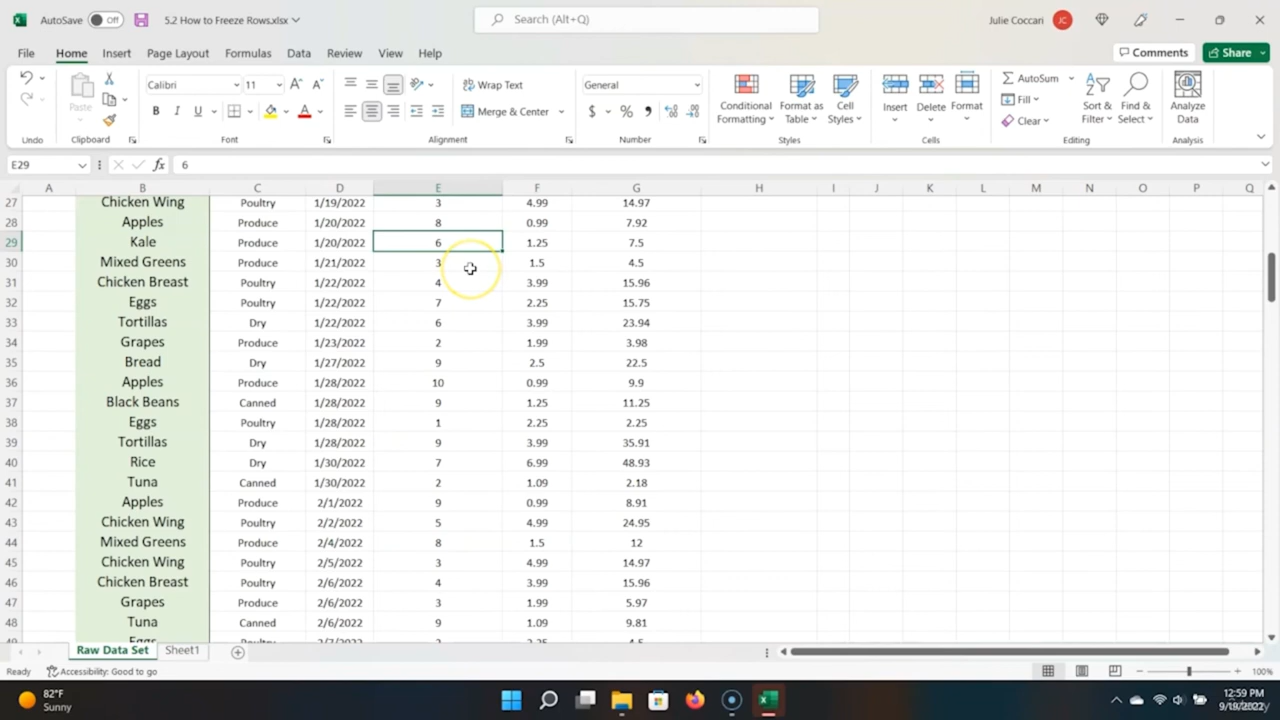 AutoSave Off 5.2 How to Freeze Rows.xlsx Search (Alt+Q) Julie Coccari JC
File Home Insert Page Layout Formulas Data Review View Help Comments Share
Paste Calibri 11 Wrap Text General Conditional Formatting Format as Table Cell Styles Insert Delete Format AutoSum Sort & Filter Find & Select Analyze Data
B I U Merge & Center $ % Fill
Clear
Undo Clipboard Font Alignment Number Styles Cells Editing Analysis
E29 fx 6
A B C D E F G H I J K L M N O P Q
27 Chicken Wing Poultry 1/19/2022 3 4.99 14.97
28 Apples Produce 1/20/2022 8 0.99 7.92
29 Kale Produce 1/20/2022 6 1.25 7.5
30 Mixed Greens Produce 1/21/2022 3 1.5 4.5
31 Chicken Breast Poultry 1/22/2022 4 3.99 15.96
32 Eggs Poultry 1/22/2022 7 2.25 15.75
33 Tortillas Dry 1/22/2022 6 3.99 23.94
34 Grapes Produce 1/23/2022 2 1.99 3.98
35 Bread Dry 1/27/2022 9 2.5 22.5
36 Apples Produce 1/28/2022 10 0.99 9.9
37 Black Beans Canned 1/28/2022 9 1.25 11.25
38 Eggs Poultry 1/28/2022 1 2.25 2.25
39 Tortillas Dry 1/28/2022 9 3.99 35.91
40 Rice Dry 1/30/2022 7 6.99 48.93
41 Tuna Canned 1/30/2022 2 1.09 2.18
42 Apples Produce 2/1/2022 9 0.99 8.91
43 Chicken Wing Poultry 2/2/2022 5 4.99 24.95
44 Mixed Greens Produce 2/4/2022 8 1.5 12
45 Chicken Wing Poultry 2/5/2022 3 4.99 14.97
46 Chicken Breast Poultry 2/6/2022 4 3.99 15.96
47 Grapes Produce 2/6/2022 3 1.99 5.97
48 Tuna Canned 2/6/2022 9 1.09 9.81
49 Eggs Poultry 2/7/2022 2 2.25 4.5
Raw Data Set Sheet1
Ready Accessibility: Good to go 100%
82°F 12:59 PM
Sunny 9/19/2022